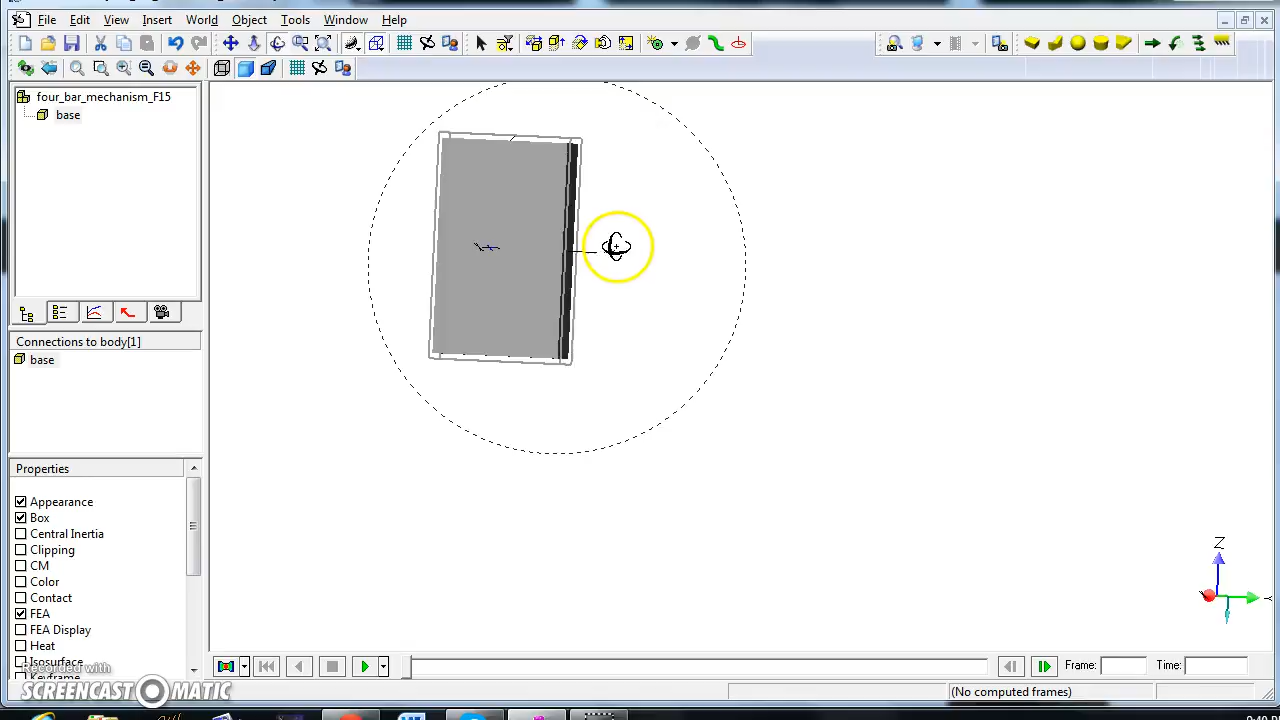 File Edit View Insert World Object Tools Window Help
four_bar_mechanism_F15
base
Connections to body[1]
base
Properties
Appearance
Box
Central Inertia
Clipping
CM
Color
Contact
FEA
FEA Display
Heat
Isosurface
Keyframe
Recorded with
SCREENCAST MATIC
Z
Y
Frame: Time:
(No computed frames)